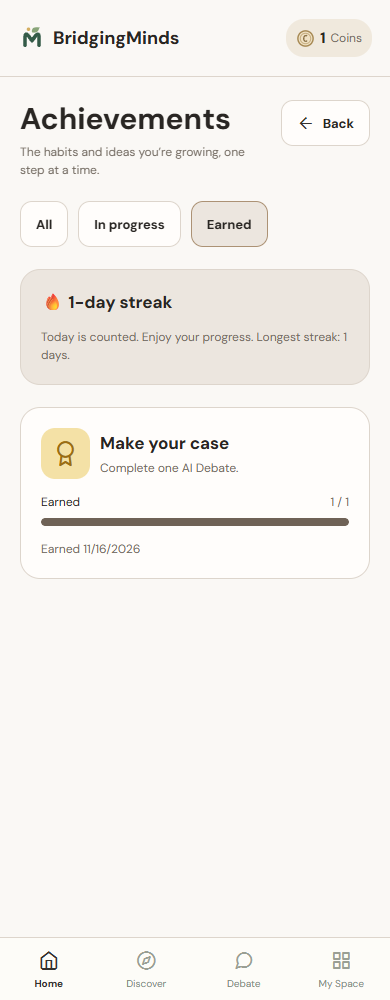 BridgingMinds
1 Coins
Achievements
Back
The habits and ideas you’re growing, one
step at a time.
All
In progress
Earned
1-day streak
Today is counted. Enjoy your progress. Longest streak: 1
days.
Make your case
Complete one AI Debate.
Earned
1 / 1
Earned 11/16/2026
Home
Discover
Debate
My Space